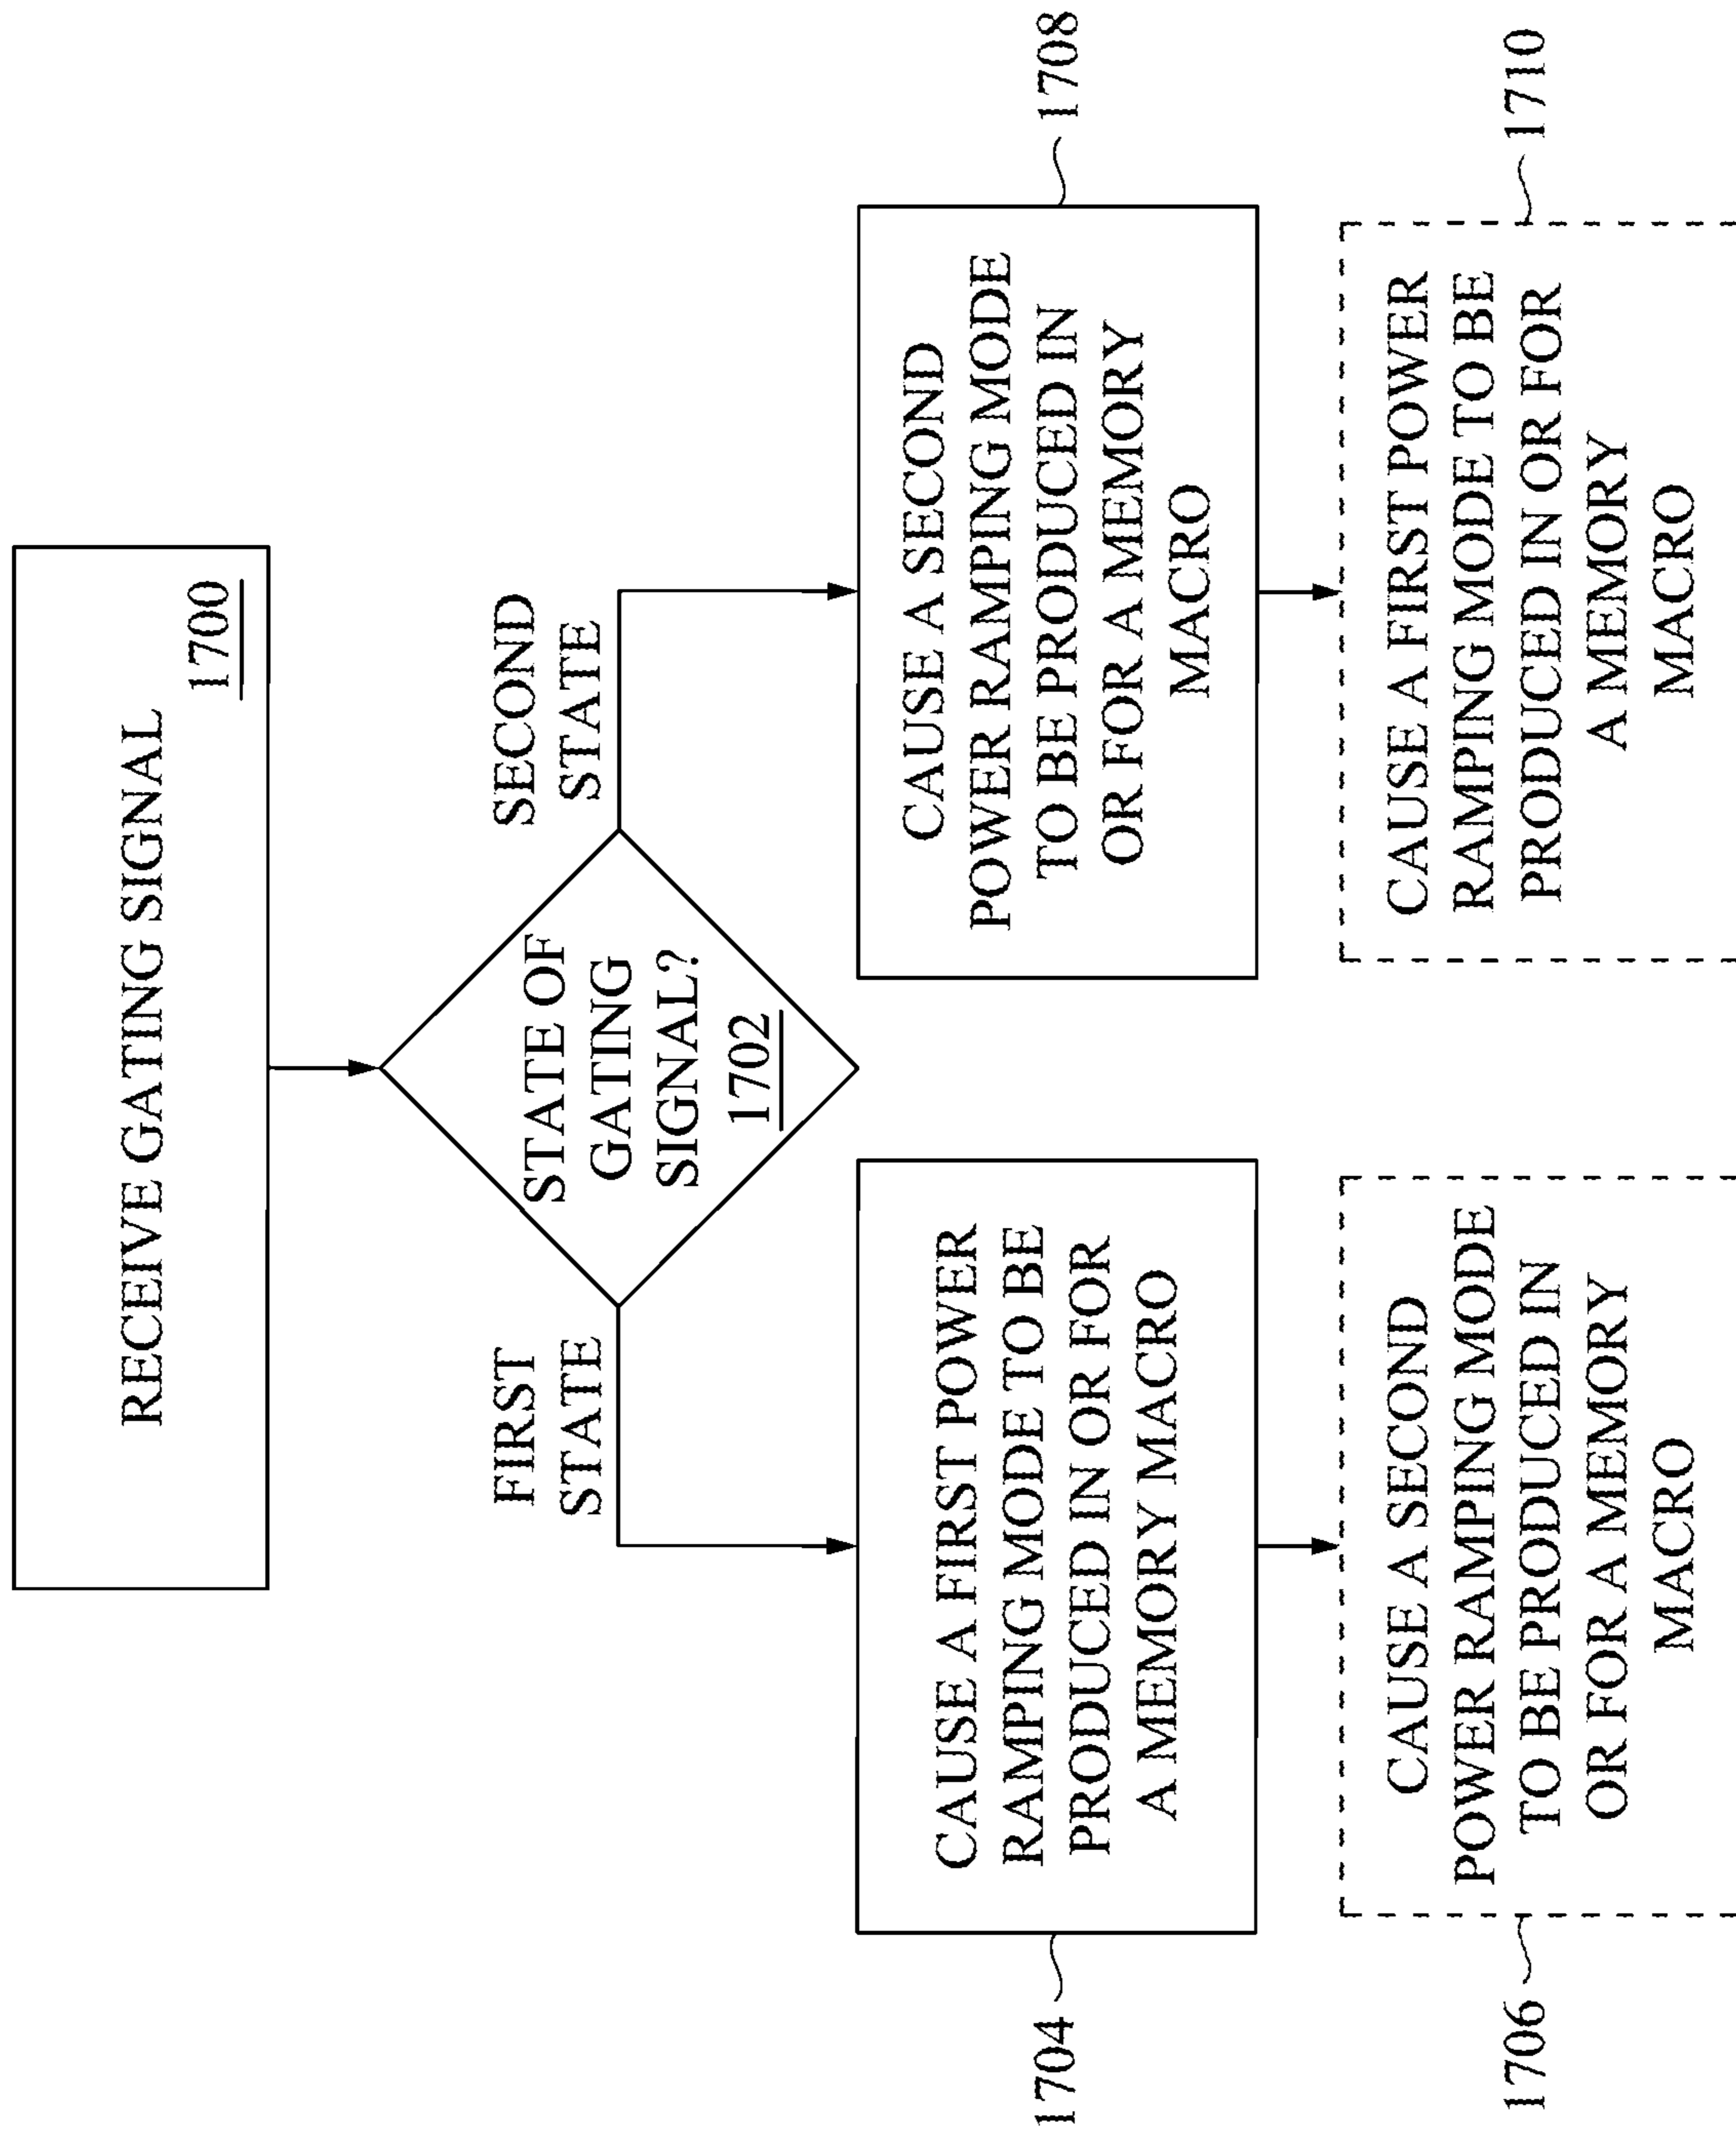 RECEIVE GATING SIGNAL
1700
STATE OF
GATING
SIGNAL?
1702
FIRST
STATE
SECOND
STATE
CAUSE A FIRST POWER
RAMPING MODE TO BE
PRODUCED IN OR FOR
A MEMORY MACRO
1704
CAUSE A SECOND
POWER RAMPING MODE
TO BE PRODUCED IN
OR FOR A MEMORY
MACRO
1708
CAUSE A SECOND
POWER RAMPING MODE
TO BE PRODUCED IN
OR FOR A MEMORY
MACRO
1706
CAUSE A FIRST POWER
RAMPING MODE TO BE
PRODUCED IN OR FOR
A MEMORY
MACRO
1710